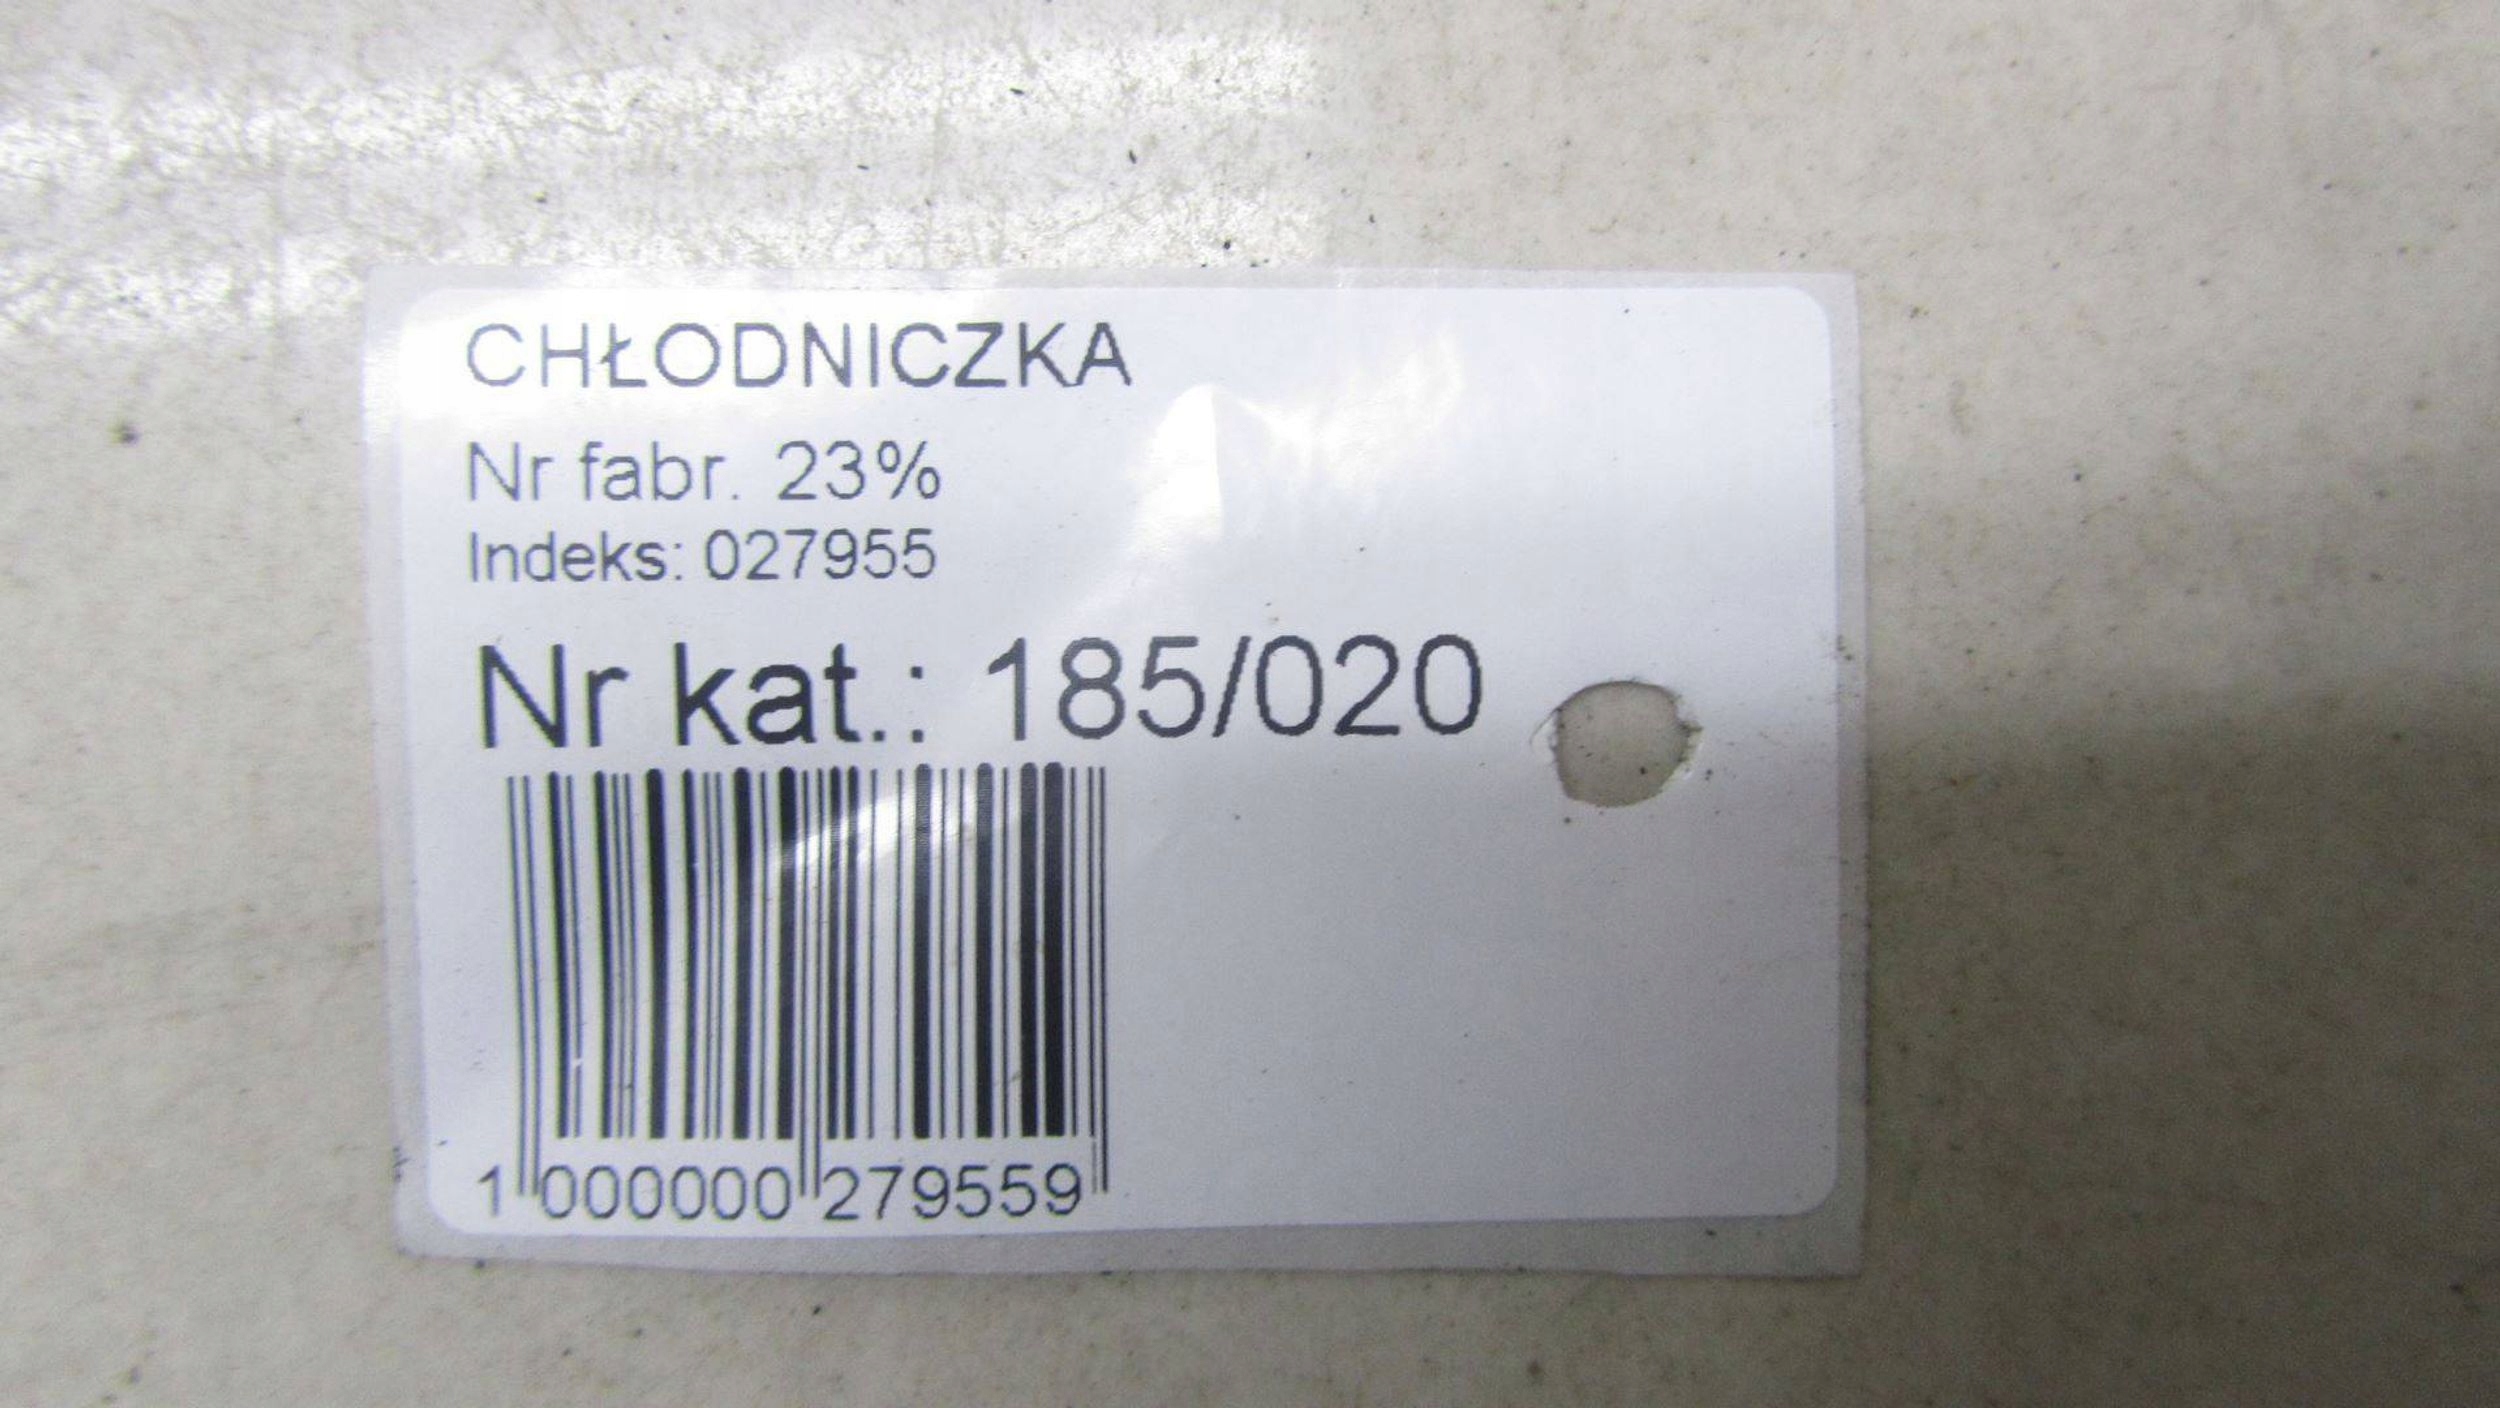 CHŁODNICZKA
Nr fabr. 23%
Indeks: 027955
Nr kat.: 185/020
1 000000 279559